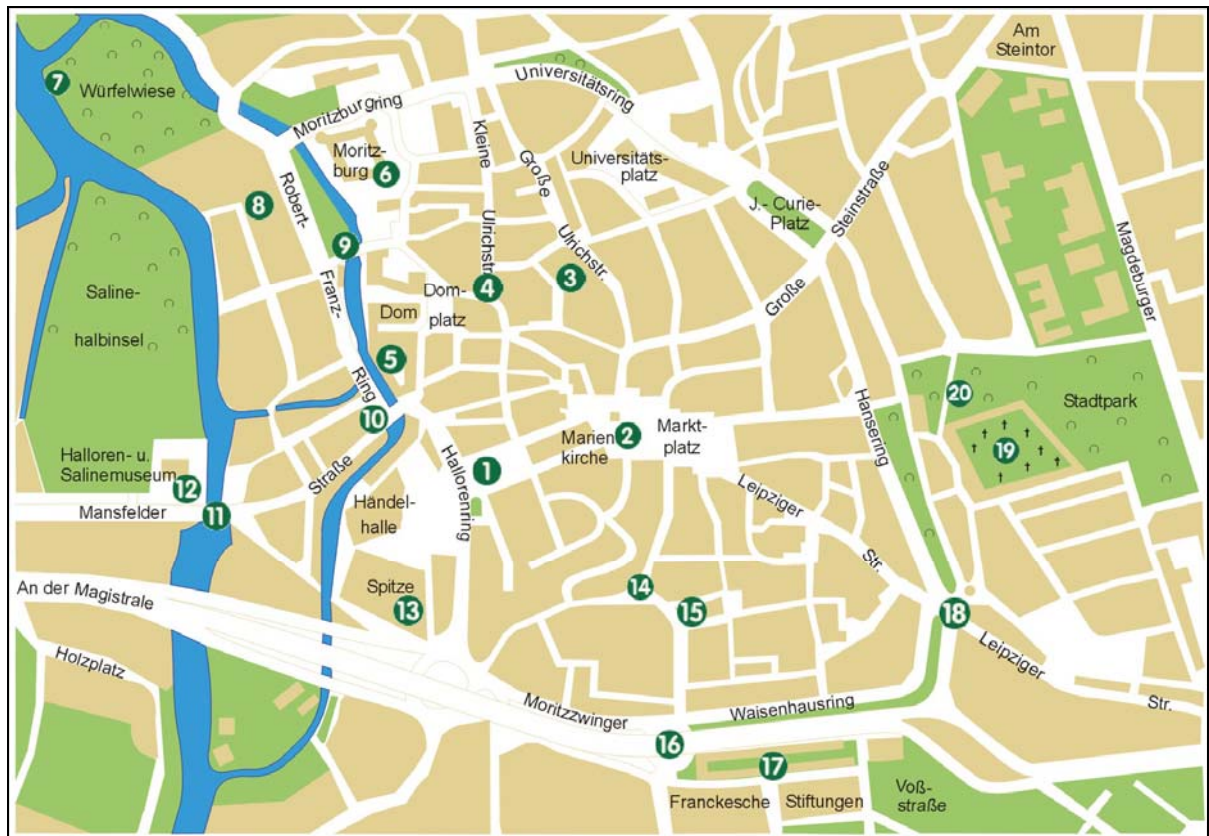 Am
Steintor
7
Würfelwiese
Universitätsring
Moritzburgring
Kleine
Ulrichstr.
Große
Ulrichstr.
Universitäts-
platz
Moritz-
burg
6
8
Robert-
Franz-
Ring
9
J.- Curie-
Platz
Große
Steinstraße
Magdeburger
Saline-
halbinsel
3
4
Dom-
platz
Dom
5
10
Hansering
20
Stadtpark
19
Marien
kirche
2
Markt-
platz
1
Hallorenring
Halloren- u.
Salinemuseum
12
Straße
Mansfelder
11
Händel-
halle
Leipziger
Str.
An der Magistrale
Spitze
13
14
15
18
Leipziger
Str.
Holzplatz
Moritzzwinger
Waisenhausring
16
17
Franckesche
Stiftungen
Voß-
straße